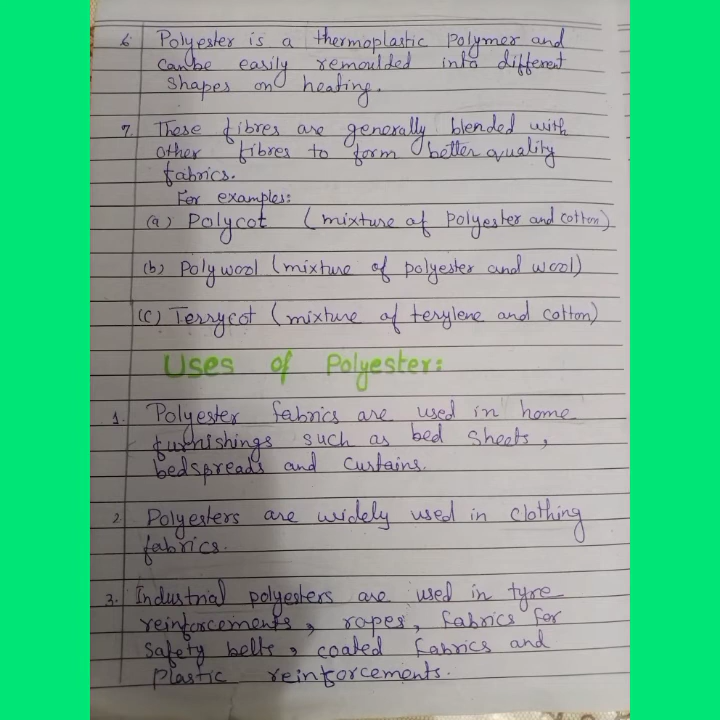 6. Polyester is a thermoplastic polymer and
can be easily remoulded into different
shapes on heating.
7. These fibres are generally blended with
other fibres to form better quality
fabrics.
For examples:
(a) Polycot (mixture of polyester and cotton)
(b) Polywool (mixture of polyester and wool)
(c) Terrycot (mixture of terylene and cotton)
Uses of Polyester:
1. Polyester fabrics are used in home
furnishings such as bed sheets,
bedspreads and curtains.
2. Polyesters are widely used in clothing
fabrics.
3. Industrial polyesters are used in tyre
reinforcements, ropes, fabrics for
safety belts, coated fabrics and
plastic reinforcements.